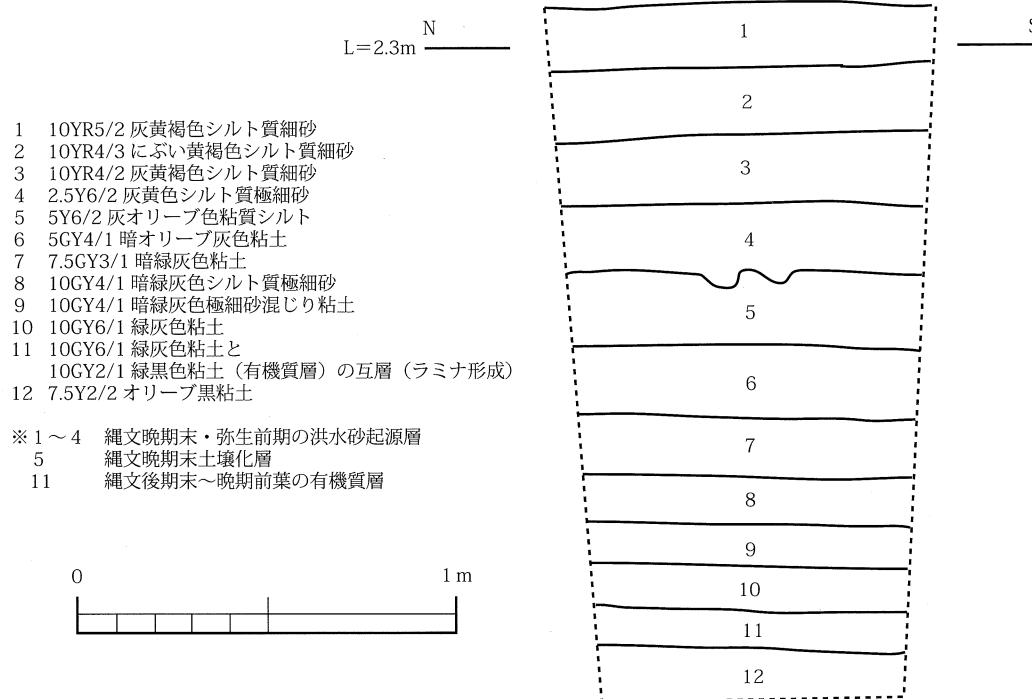 N
L=2.3m
S
1 10YR5/2 灰黄褐色シルト質細砂
2 10YR4/3 にぶい黄褐色シルト質細砂
3 10YR4/2 灰黄褐色シルト質細砂
4 2.5Y6/2 灰黄色シルト質極細砂
5 5Y6/2 灰オリーブ色粘質シルト
6 5GY4/1 暗オリーブ灰色粘土
7 7.5GY3/1 暗緑灰色粘土
8 10GY4/1 暗緑灰色シルト質極細砂
9 10GY4/1 暗緑灰色極細砂混じり粘土
10 10GY6/1 緑灰色粘土
11 10GY6/1 緑灰色粘土と
10GY2/1 緑黒色粘土（有機質層）の互層（ラミナ形成）
12 7.5Y2/2 オリーブ黒粘土
※1～4 縄文晩期末・弥生前期の洪水砂起源層
5 縄文晩期末土壌化層
11 縄文後期末～晩期前葉の有機質層
0 1m
1
2
3
4
5
6
7
8
9
10
11
12